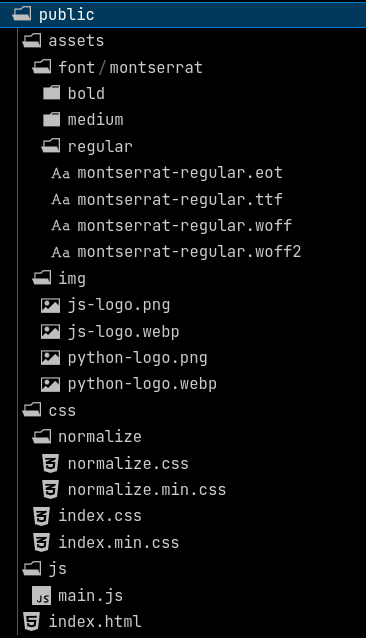 public
assets
font/montserrat
bold
medium
regular
Aa montserrat-regular.eot
Aa montserrat-regular.ttf
Aa montserrat-regular.woff
Aa montserrat-regular.woff2
img
js-logo.png
js-logo.webp
python-logo.png
python-logo.webp
css
normalize
normalize.css
normalize.min.css
index.css
index.min.css
js
JS main.js
index.html